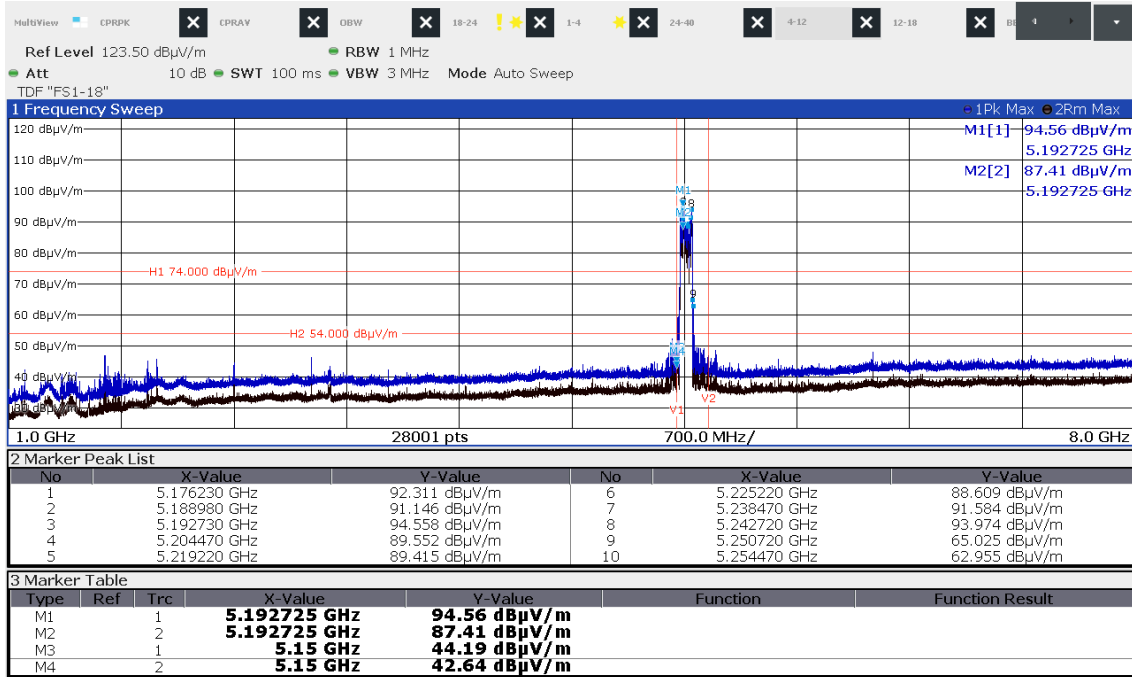 MultiView CPRPK CPRAV OBW 18-24 1-4 24-40 4-12 12-18
Ref Level 123.50 dBµV/m RBW 1 MHz
Att 10 dB SWT 100 ms VBW 3 MHz Mode Auto Sweep
TDF "FS1-18"
1 Frequency Sweep 1Pk Max 2Rm Max
120 dBµV/m M1[1] 94.56 dBµV/m
5.192725 GHz
110 dBµV/m M2[2] 87.41 dBµV/m
100 dBµV/m M1 5.192725 GHz
8
M2
90 dBµV/m
80 dBµV/m
H1 74.000 dBµV/m
70 dBµV/m
9
60 dBµV/m
H2 54.000 dBµV/m
50 dBµV/m
M4
40 dBµV/m
V2
30 dBµV/m V1
1.0 GHz 28001 pts 700.0 MHz/ 8.0 GHz
2 Marker Peak List
No X-Value Y-Value No X-Value Y-Value
1 5.176230 GHz 92.311 dBµV/m 6 5.225220 GHz 88.609 dBµV/m
2 5.188980 GHz 91.146 dBµV/m 7 5.238470 GHz 91.584 dBµV/m
3 5.192730 GHz 94.558 dBµV/m 8 5.242720 GHz 93.974 dBµV/m
4 5.204470 GHz 89.552 dBµV/m 9 5.250720 GHz 65.025 dBµV/m
5 5.219220 GHz 89.415 dBµV/m 10 5.254470 GHz 62.955 dBµV/m
3 Marker Table
Type Ref Trc X-Value Y-Value Function Function Result
M1 1 5.192725 GHz 94.56 dBµV/m
M2 2 5.192725 GHz 87.41 dBµV/m
M3 1 5.15 GHz 44.19 dBµV/m
M4 2 5.15 GHz 42.64 dBµV/m